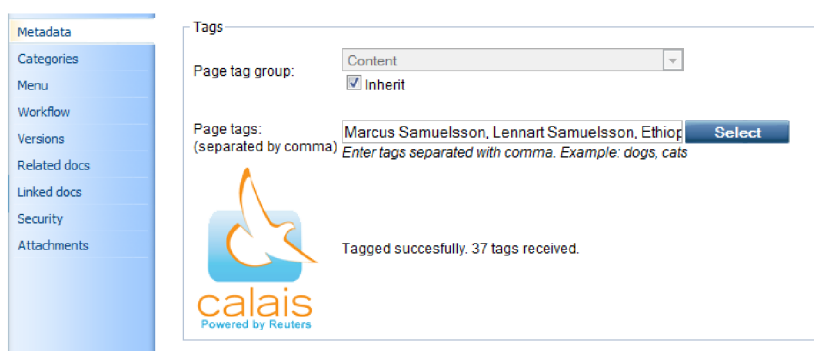 Metadata
Categories
Menu
Workflow
Versions
Related docs
Linked docs
Security
Attachments
Tags
Page tag group:
Content
Inherit
Page tags:
(separated by comma)
Marcus Samuelsson, Lennart Samuelsson, Ethiop
Select
Enter tags separated with comma. Example: dogs, cats
Tagged succesfully. 37 tags received.
calais
Powered by Reuters